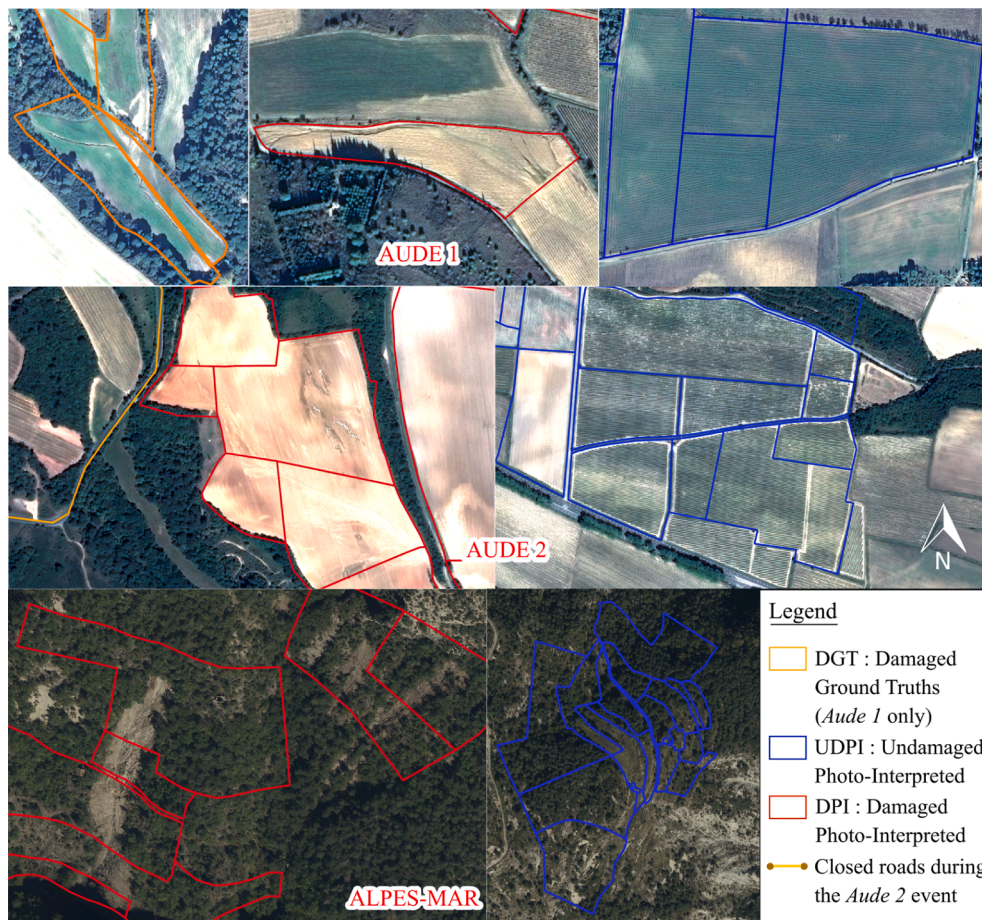 AUDE 1
AUDE 2
N
ALPES-MAR
Legend
DGT : Damaged
Ground Truths
(Aude 1 only)
UDPI : Undamaged
Photo-Interpreted
DPI : Damaged
Photo-Interpreted
Closed roads during
the Aude 2 event